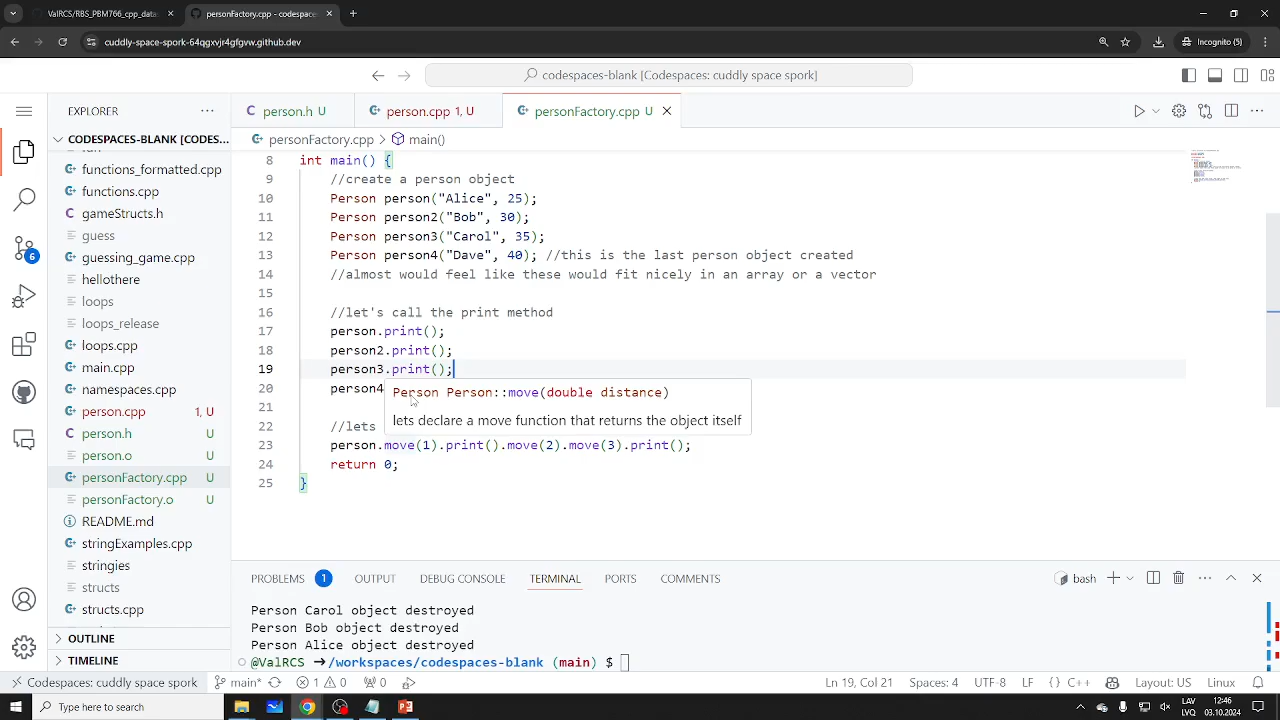 ValRCS/RBS_PBM766_cpp_data
personFactory.cpp - codespaces-
cuddly-space-spork-64qgxvjr4gfgvw.github.dev
Incognito (5)
codespaces-blank [Codespaces: cuddly space spork]
EXPLORER
person.h U
person.cpp 1, U
personFactory.cpp U
CODESPACES-BLANK [CODES...
personFactory.cpp > main()
functions_formatted.cpp
functions.cpp
gameStructs.h
guess
guessing_game.cpp
hellothere
loops
loops_release
loops.cpp
main.cpp
namespaces.cpp
person.cpp 1, U
person.h U
person.o U
personFactory.cpp U
personFactory.o U
README.md
stringExamples.cpp
stringies
structs
structs.cpp
OUTLINE
TIMELINE
6
8 int main() {
9 //create a person object
10 Person person("Alice", 25);
11 Person person2("Bob", 30);
12 Person person3("Carol", 35);
13 Person person4("Dave", 40); //this is the last person object created
14 //almost would feel like these would fit nicely in an array or a vector
15
16 //let's call the print method
17 person.print();
18 person2.print();
19 person3.print();
20 person4
Person Person::move(double distance)
21
lets declare a move function that returns the object itself
22 //lets
23 person.move(1).print().move(2).move(3).print();
24 return 0;
25 }
PROBLEMS 1 OUTPUT DEBUG CONSOLE TERMINAL PORTS COMMENTS
bash
Person Carol object destroyed
Person Bob object destroyed
Person Alice object destroyed
@ValRCS →/workspaces/codespaces-blank (main) $
Codespaces: cuddly space spork main* 1 0 0 Ln 19, Col 21 Spaces: 4 UTF-8 LF {} C++ Layout: US Linux
Type here to search
LAV
LVQ
12:46
03.10.2024